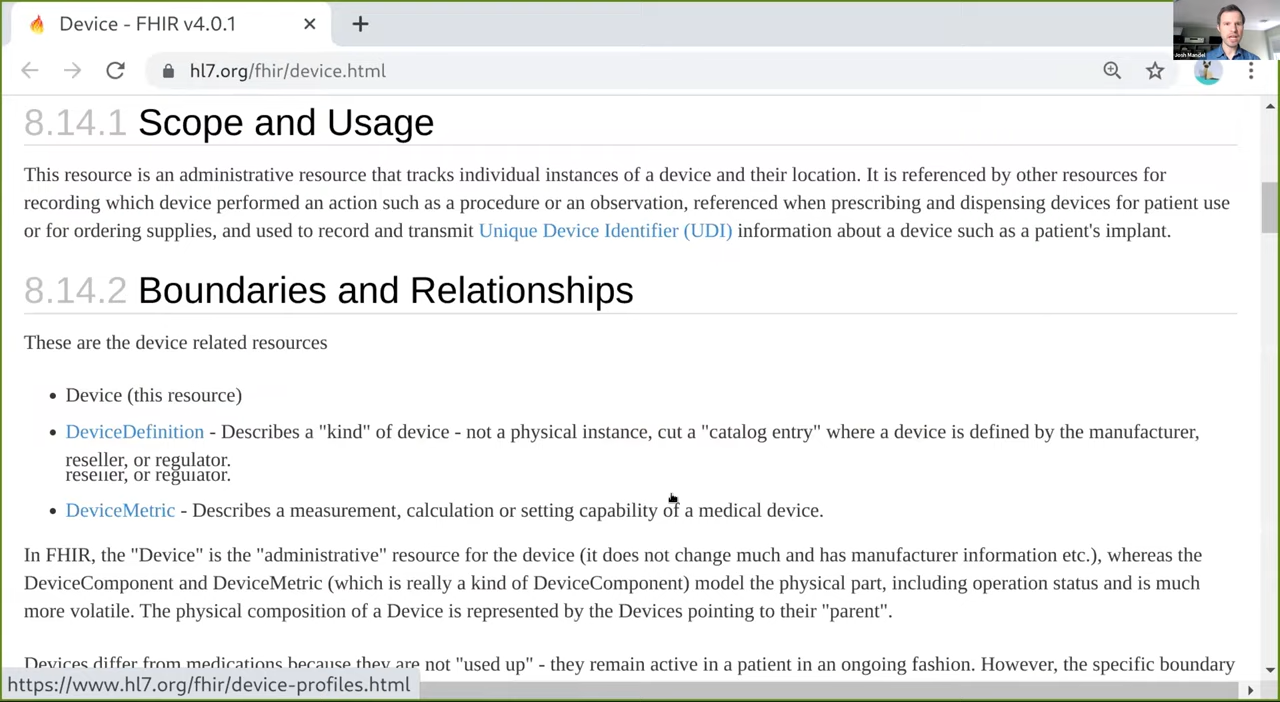 Device - FHIR v4.0.1
hl7.org/fhir/device.html
Josh Mandel
8.14.1 Scope and Usage
This resource is an administrative resource that tracks individual instances of a device and their location. It is referenced by other resources for
recording which device performed an action such as a procedure or an observation, referenced when prescribing and dispensing devices for patient use
or for ordering supplies, and used to record and transmit Unique Device Identifier (UDI) information about a device such as a patient's implant.
8.14.2 Boundaries and Relationships
These are the device related resources
• Device (this resource)
• DeviceDefinition - Describes a "kind" of device - not a physical instance, cut a "catalog entry" where a device is defined by the manufacturer,
reseller, or regulator.
reseller, or regulator.
• DeviceMetric - Describes a measurement, calculation or setting capability of a medical device.
In FHIR, the "Device" is the "administrative" resource for the device (it does not change much and has manufacturer information etc.), whereas the
DeviceComponent and DeviceMetric (which is really a kind of DeviceComponent) model the physical part, including operation status and is much
more volatile. The physical composition of a Device is represented by the Devices pointing to their "parent".
Devices differ from medications because they are not "used up" - they remain active in a patient in an ongoing fashion. However, the specific boundary
https://www.hl7.org/fhir/device-profiles.html